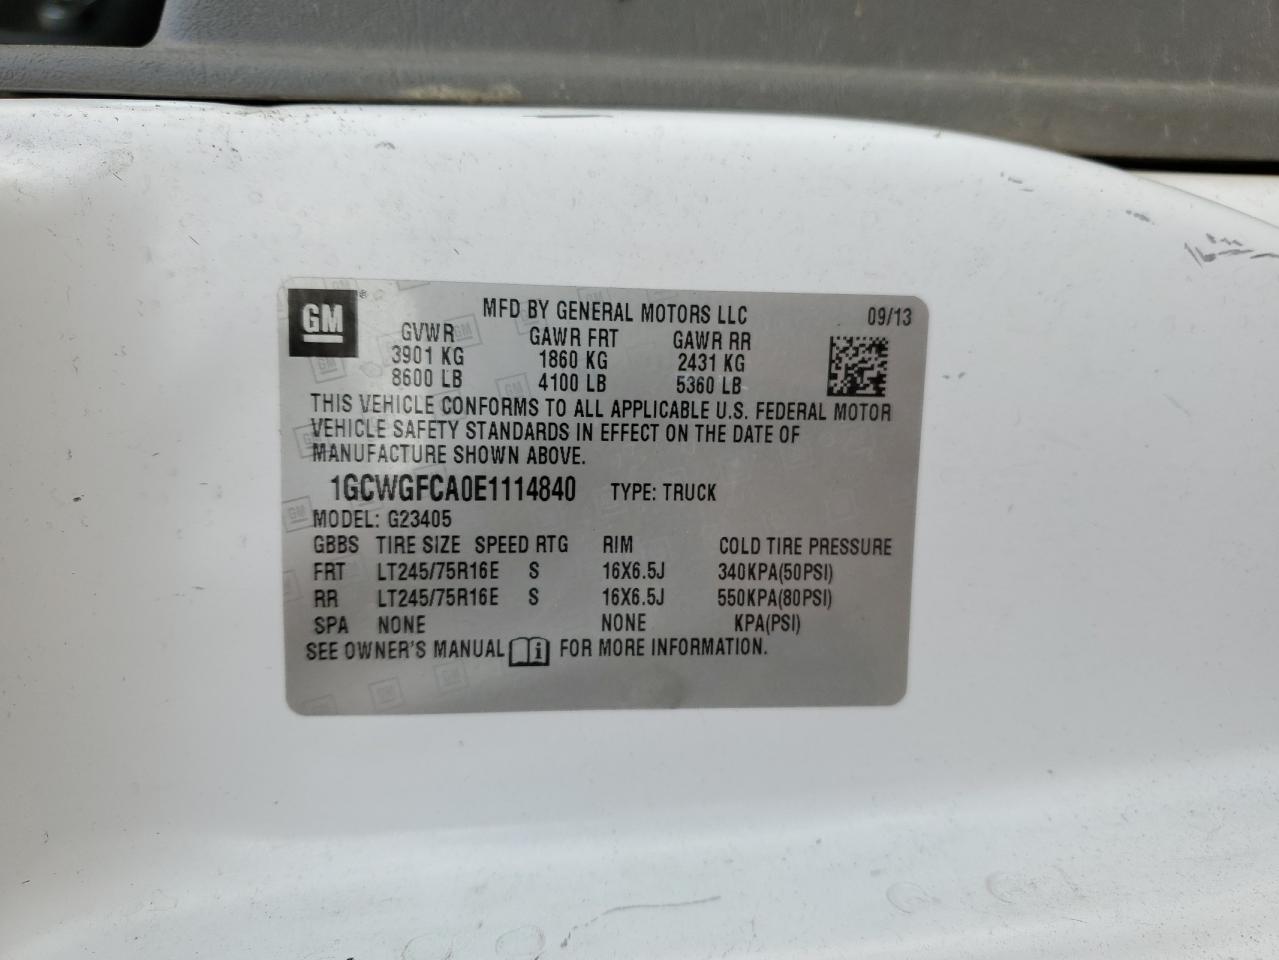 GM® MFD BY GENERAL MOTORS LLC 09/13
GVWR GAWR FRT GAWR RR
3901 KG 1860 KG 2431 KG
8600 LB 4100 LB 5360 LB
THIS VEHICLE CONFORMS TO ALL APPLICABLE U.S. FEDERAL MOTOR
VEHICLE SAFETY STANDARDS IN EFFECT ON THE DATE OF
MANUFACTURE SHOWN ABOVE.
1GCWGFCA0E1114840 TYPE: TRUCK
MODEL: G23405
GBBS TIRE SIZE SPEED RTG RIM COLD TIRE PRESSURE
FRT LT245/75R16E S 16X6.5J 340KPA(50PSI)
RR LT245/75R16E S 16X6.5J 550KPA(80PSI)
SPA NONE NONE KPA(PSI)
SEE OWNER'S MANUAL FOR MORE INFORMATION.